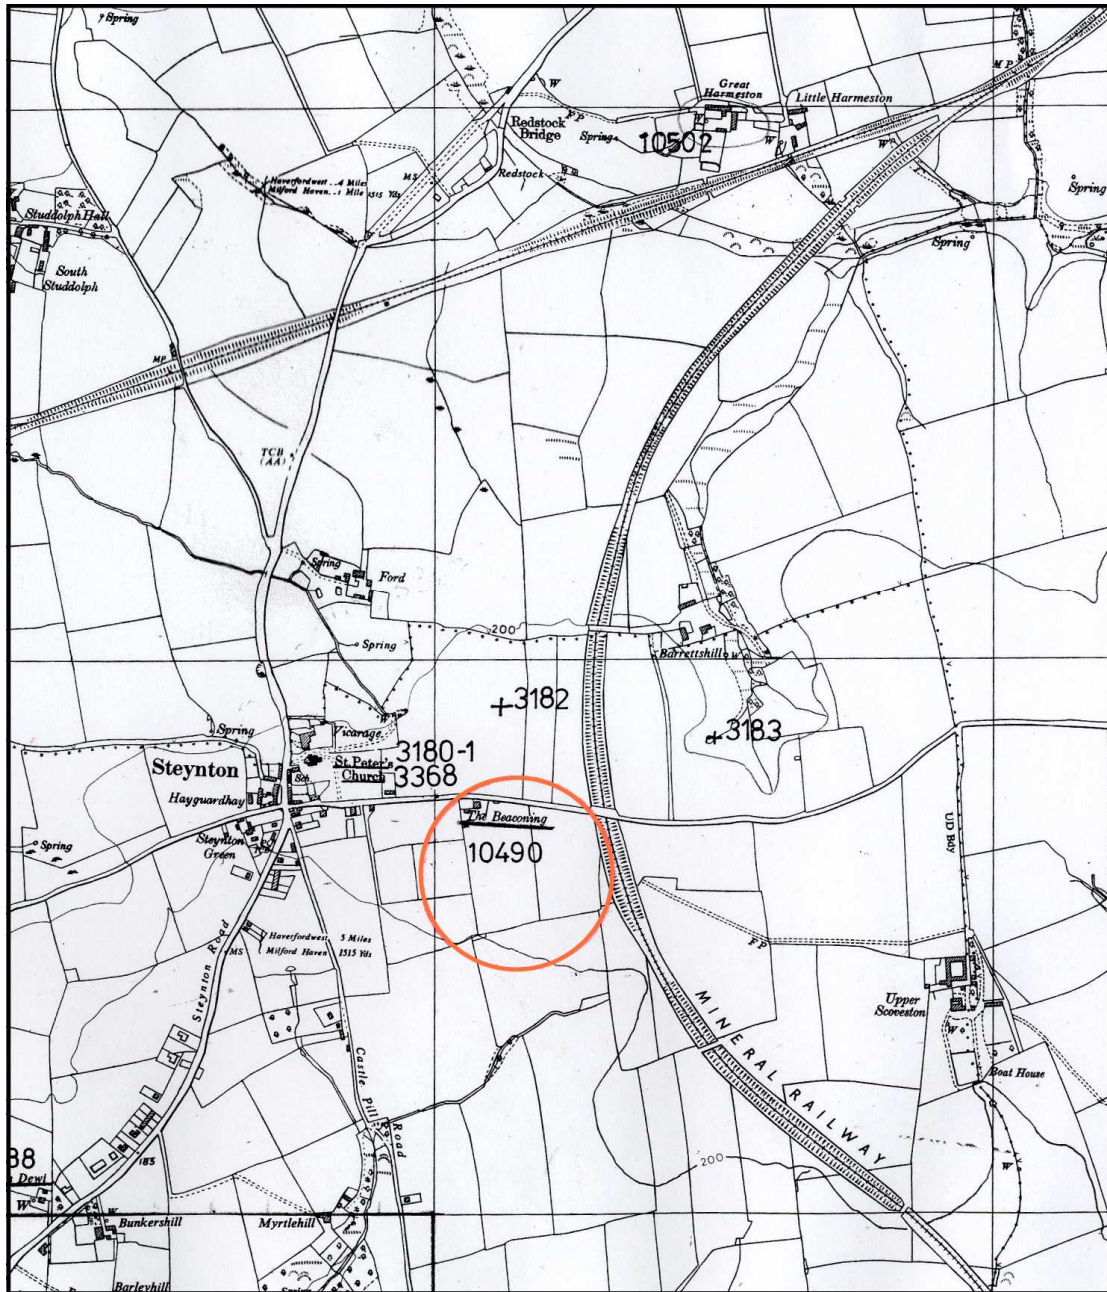 Spring
W
MP
Great
Harmeston
Little Harmeston
Redstock
Bridge
FP
Spring
10502
W
W
W
MS
Redstock
Haverfordwest .. 4 Miles
Milford Haven .. 1 Mile 1515 Yds
Spring
Studdolph Hall
Spring
South
Studdolph
MP
TCB
(AA)
Spring
Ford
200
Spring
Barrettshill
W
3182
3183
W
Spring
Vicarage
3180-1
Steynton
St. Peter's
Church
3368
Sch
Hayguardhay
The Beaconing
Steynton
Green
10490
Spring
UD Bdy
Haverfordwest 5 Miles
Milford Haven 1515 Yds
MS
Steynton Road
FP
Upper
Scoveston
W
MINERAL RAILWAY
Castle Pill Road
Boat House
200
W
88
Dewi
185
W
W
Bunkershill
Myrtlehill
Barleyhill
Spring